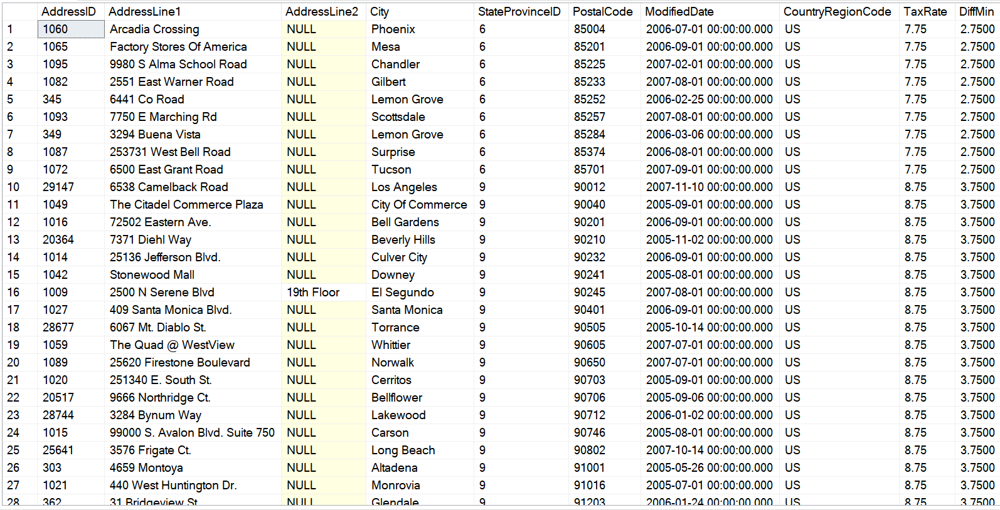 AddressID AddressLine1 AddressLine2 City StateProvinceID PostalCode ModifiedDate CountryRegionCode TaxRate DiffMin
1 1060 Arcadia Crossing NULL Phoenix 6 85004 2006-07-01 00:00:00.000 US 7.75 2.7500
2 1065 Factory Stores Of America NULL Mesa 6 85201 2006-09-01 00:00:00.000 US 7.75 2.7500
3 1095 9980 S Alma School Road NULL Chandler 6 85225 2007-02-01 00:00:00.000 US 7.75 2.7500
4 1082 2551 East Warner Road NULL Gilbert 6 85233 2007-08-01 00:00:00.000 US 7.75 2.7500
5 345 6441 Co Road NULL Lemon Grove 6 85252 2006-02-25 00:00:00.000 US 7.75 2.7500
6 1093 7750 E Marching Rd NULL Scottsdale 6 85257 2007-08-01 00:00:00.000 US 7.75 2.7500
7 349 3294 Buena Vista NULL Lemon Grove 6 85284 2006-03-06 00:00:00.000 US 7.75 2.7500
8 1087 253731 West Bell Road NULL Surprise 6 85374 2006-08-01 00:00:00.000 US 7.75 2.7500
9 1072 6500 East Grant Road NULL Tucson 6 85701 2007-09-01 00:00:00.000 US 7.75 2.7500
10 29147 6538 Camelback Road NULL Los Angeles 9 90012 2007-11-10 00:00:00.000 US 8.75 3.7500
11 1049 The Citadel Commerce Plaza NULL City Of Commerce 9 90040 2005-09-01 00:00:00.000 US 8.75 3.7500
12 1016 72502 Eastern Ave. NULL Bell Gardens 9 90201 2006-09-01 00:00:00.000 US 8.75 3.7500
13 20364 7371 Diehl Way NULL Beverly Hills 9 90210 2005-11-02 00:00:00.000 US 8.75 3.7500
14 1014 25136 Jefferson Blvd. NULL Culver City 9 90232 2006-09-01 00:00:00.000 US 8.75 3.7500
15 1042 Stonewood Mall NULL Downey 9 90241 2005-08-01 00:00:00.000 US 8.75 3.7500
16 1009 2500 N Serene Blvd 19th Floor El Segundo 9 90245 2007-08-01 00:00:00.000 US 8.75 3.7500
17 1027 409 Santa Monica Blvd. NULL Santa Monica 9 90401 2006-09-01 00:00:00.000 US 8.75 3.7500
18 28677 6067 Mt. Diablo St. NULL Torrance 9 90505 2005-10-14 00:00:00.000 US 8.75 3.7500
19 1059 The Quad @ WestView NULL Whittier 9 90605 2007-07-01 00:00:00.000 US 8.75 3.7500
20 1089 25620 Firestone Boulevard NULL Norwalk 9 90650 2007-07-01 00:00:00.000 US 8.75 3.7500
21 1020 251340 E. South St. NULL Cerritos 9 90703 2005-09-01 00:00:00.000 US 8.75 3.7500
22 20517 9666 Northridge Ct. NULL Bellflower 9 90706 2005-09-06 00:00:00.000 US 8.75 3.7500
23 28744 3284 Bynum Way NULL Lakewood 9 90712 2006-01-02 00:00:00.000 US 8.75 3.7500
24 1015 99000 S. Avalon Blvd. Suite 750 NULL Carson 9 90746 2005-08-01 00:00:00.000 US 8.75 3.7500
25 25641 3576 Frigate Ct. NULL Long Beach 9 90802 2007-10-14 00:00:00.000 US 8.75 3.7500
26 303 4659 Montoya NULL Altadena 9 91001 2005-05-26 00:00:00.000 US 8.75 3.7500
27 1021 440 West Huntington Dr. NULL Monrovia 9 91016 2005-07-01 00:00:00.000 US 8.75 3.7500
28 362 31 Bridgeview St NULL Glendale 9 91203 2006-01-24 00:00:00.000 US 8.75 3.7500